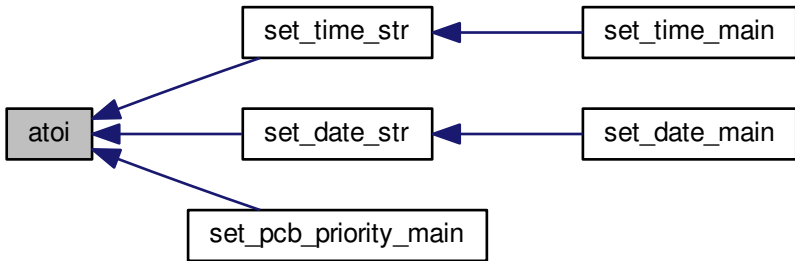 set_time_str
set_time_main
atoi
set_date_str
set_date_main
set_pcb_priority_main